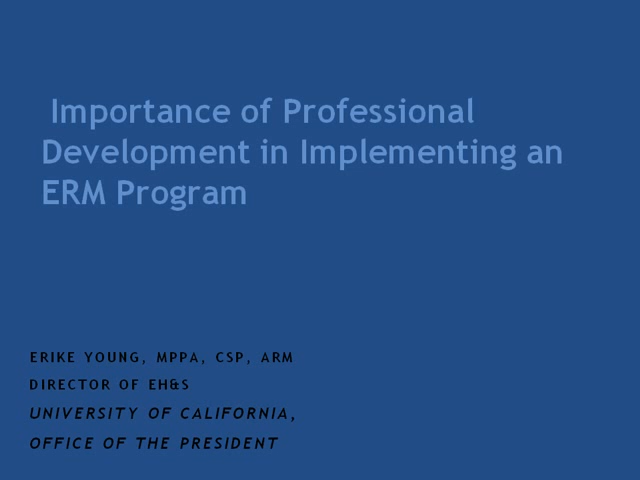 Importance of Professional
Development in Implementing an
ERM Program
ERIKE YOUNG, MPPA, CSP, ARM
DIRECTOR OF EH&S
UNIVERSITY OF CALIFORNIA,
OFFICE OF THE PRESIDENT